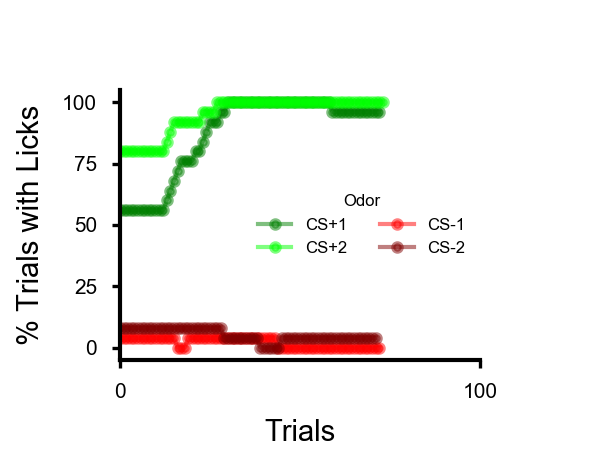 % Trials with Licks
100
75
50
25
0
Odor
CS+1 CS-1
CS+2 CS-2
0 100
Trials